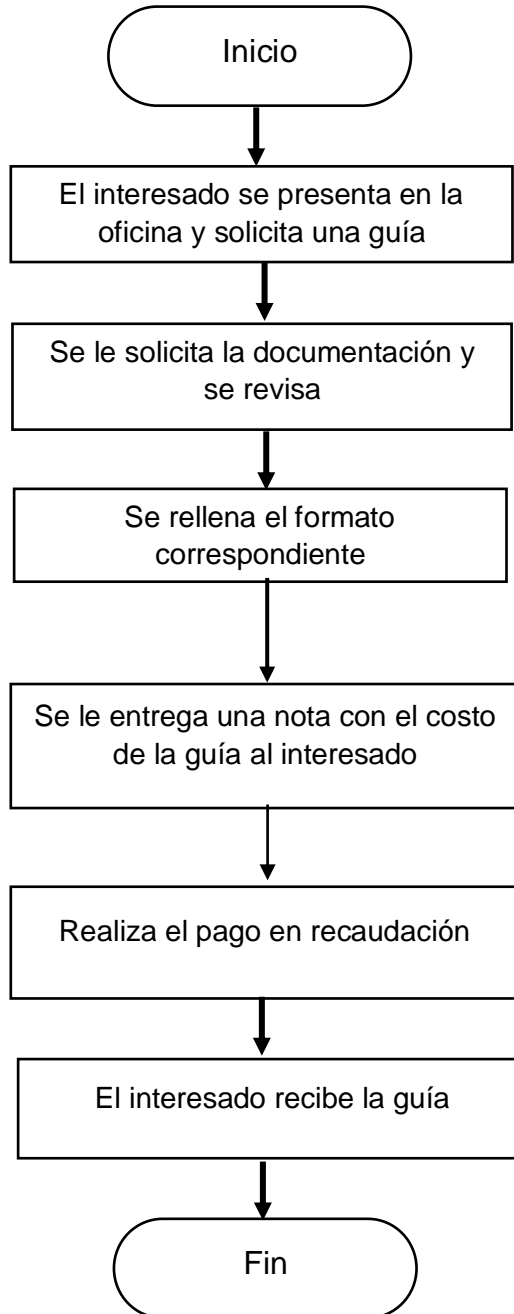 Inicio
El interesado se presenta en la
oficina y solicita una guía
Se le solicita la documentación y
se revisa
Se rellena el formato
correspondiente
Se le entrega una nota con el costo
de la guía al interesado
Realiza el pago en recaudación
El interesado recibe la guía
Fin